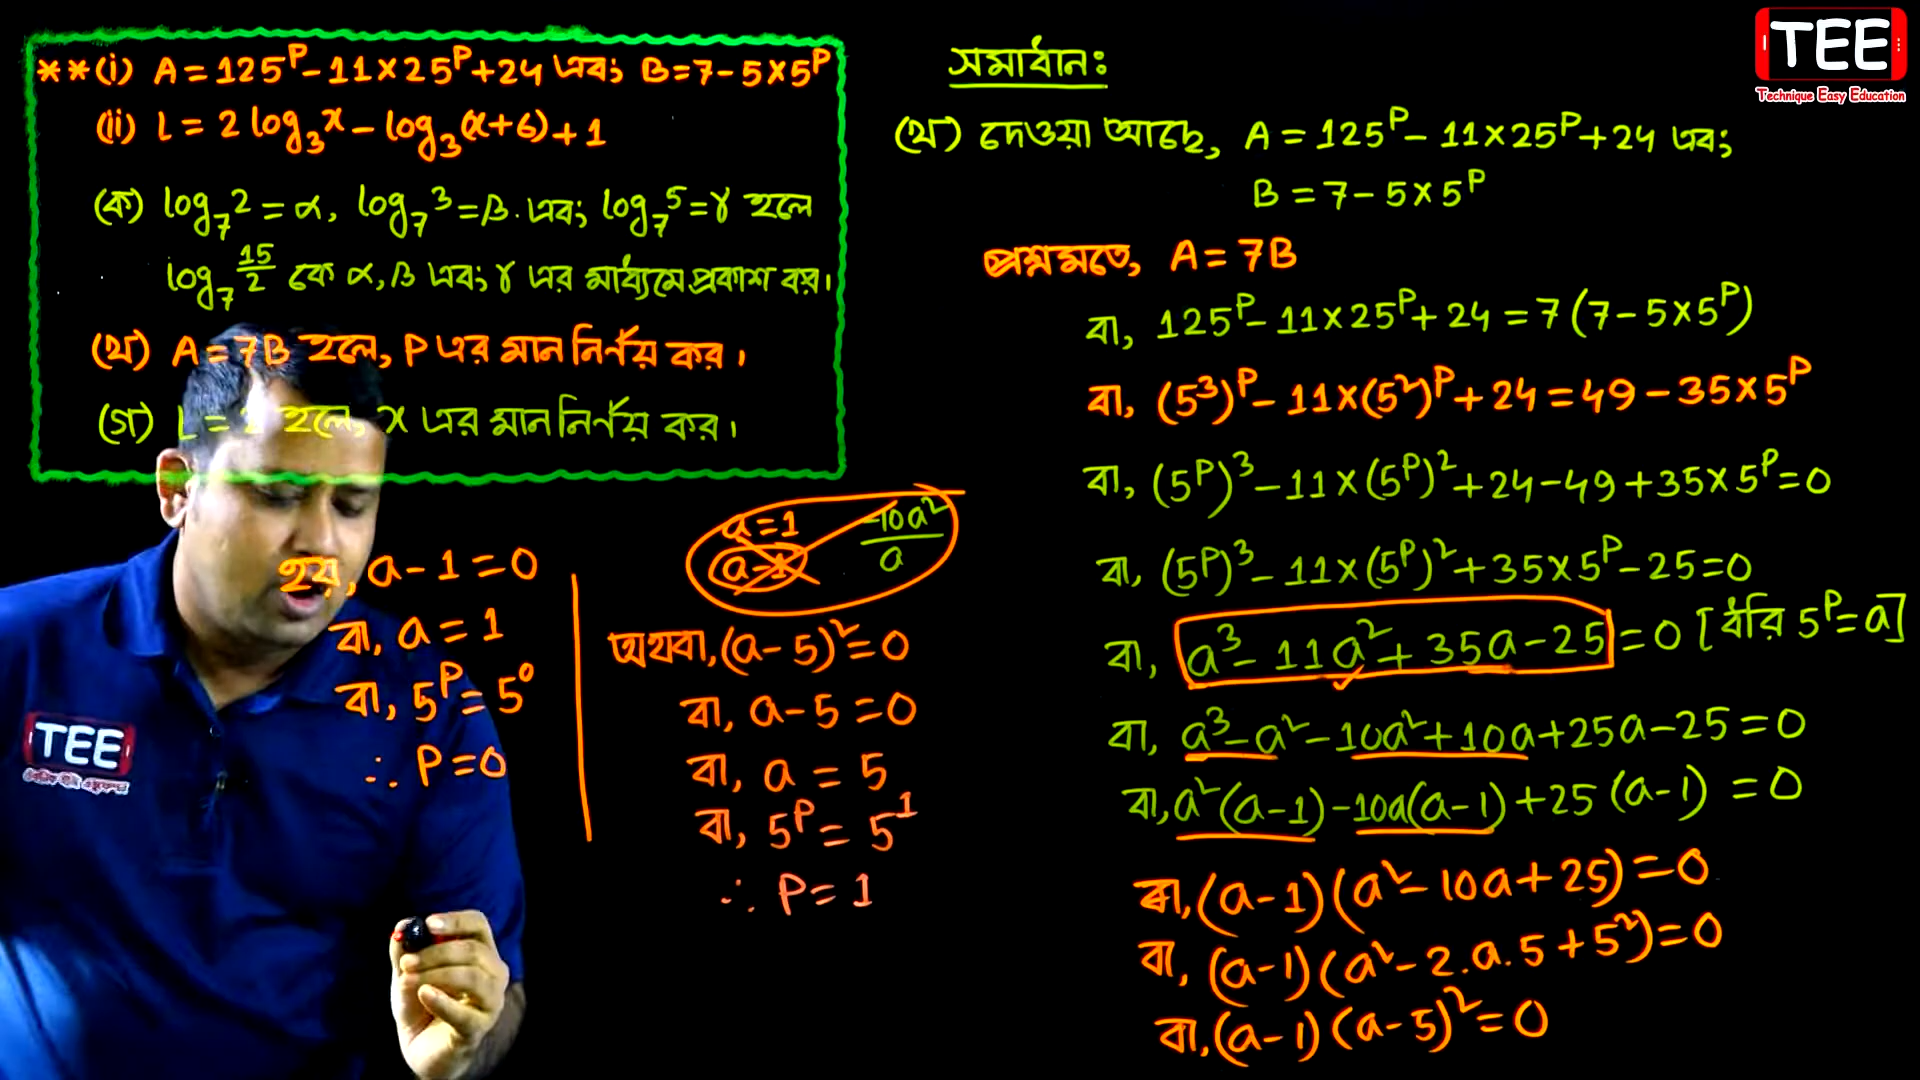 **(i) A=125^P-11×25^P+24 এবং B=7-5×5^P
(ii) L = 2 log₃x - log₃(x+6) + 1
(ক) log₇2 = α, log₇3 = β এবং log₇5 = γ হলে
log₇ 15/2 কে α, β এবং γ এর মাধ্যমে প্রকাশ কর।
(খ) A=7B হলে, P এর মান নির্ণয় কর।
(গ) L = হলে, x এর মান নির্ণয় কর।
হয়, a-1=0
বা, a = 1
বা, 5^P = 5^0
∴ P=0
a=1
a-1
-10a²
a
অথবা, (a-5)²=0
বা, a-5=0
বা, a = 5
বা, 5^P = 5^1
∴ P=1
TEE
Technique Easy Education
সমাধানঃ
(খ) দেওয়া আছে, A = 125^P - 11×25^P + 24 এবং
B = 7-5×5^P
প্রশ্নমতে, A = 7B
বা, 125^P - 11×25^P + 24 = 7(7-5×5^P)
বা, (5³)^P - 11×(5²)^P + 24 = 49 - 35×5^P
বা, (5^P)³ - 11×(5^P)² + 24 - 49 + 35×5^P = 0
বা, (5^P)³ - 11×(5^P)² + 35×5^P - 25 = 0
বা, a³ - 11a² + 35a - 25 = 0 [ধরি 5^P = a]
বা, a³ - a² - 10a² + 10a + 25a - 25 = 0
বা, a²(a-1) - 10a(a-1) + 25(a-1) = 0
বা, (a-1)(a² - 10a + 25) = 0
বা, (a-1)(a² - 2.a.5 + 5²) = 0
বা, (a-1)(a-5)² = 0
TEE